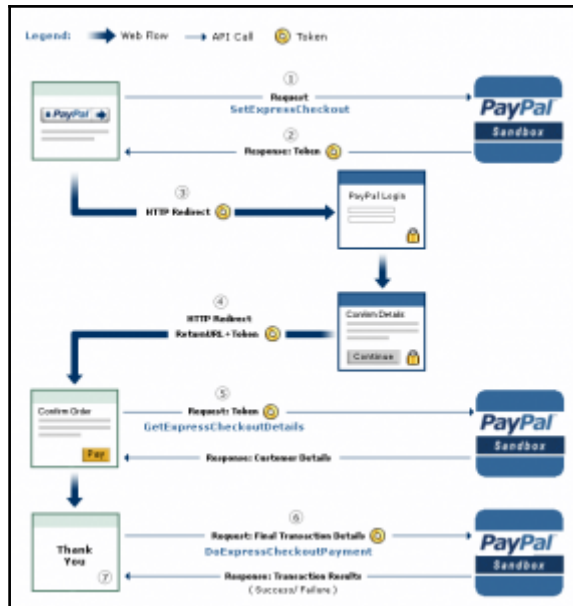 Legend: Web Flow API Call Token
1
Request
SetExpressCheckout
PayPal
PayPal
Sandbox
2
Response: Token
3
HTTP Redirect
PayPal Login
4
HTTP Redirect
ReturnURL+Token
Confirm Details
Continue
5
Confirm Order
Request: Token
GetExpressCheckoutDetails
PayPal
Sandbox
Pay
Response: Customer Details
6
Request: Final Transaction Details
DoExpressCheckoutPayment
PayPal
Sandbox
Thank
You
7
Response: Transaction Results
(Success/ Failure)